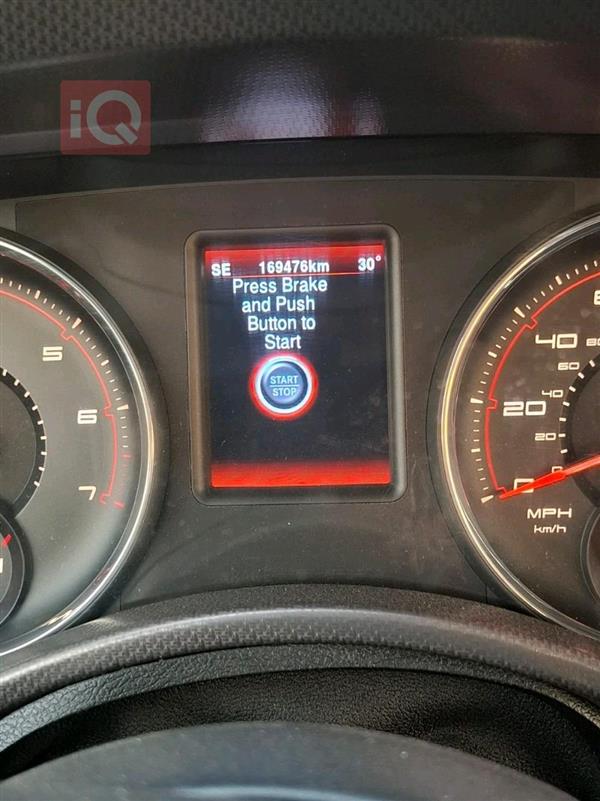 iQ
SE 169476km 30°
Press Brake
and Push
Button to
Start
START
STOP
5
6
7
40
60
20
40
20
0
0
MPH
km/h